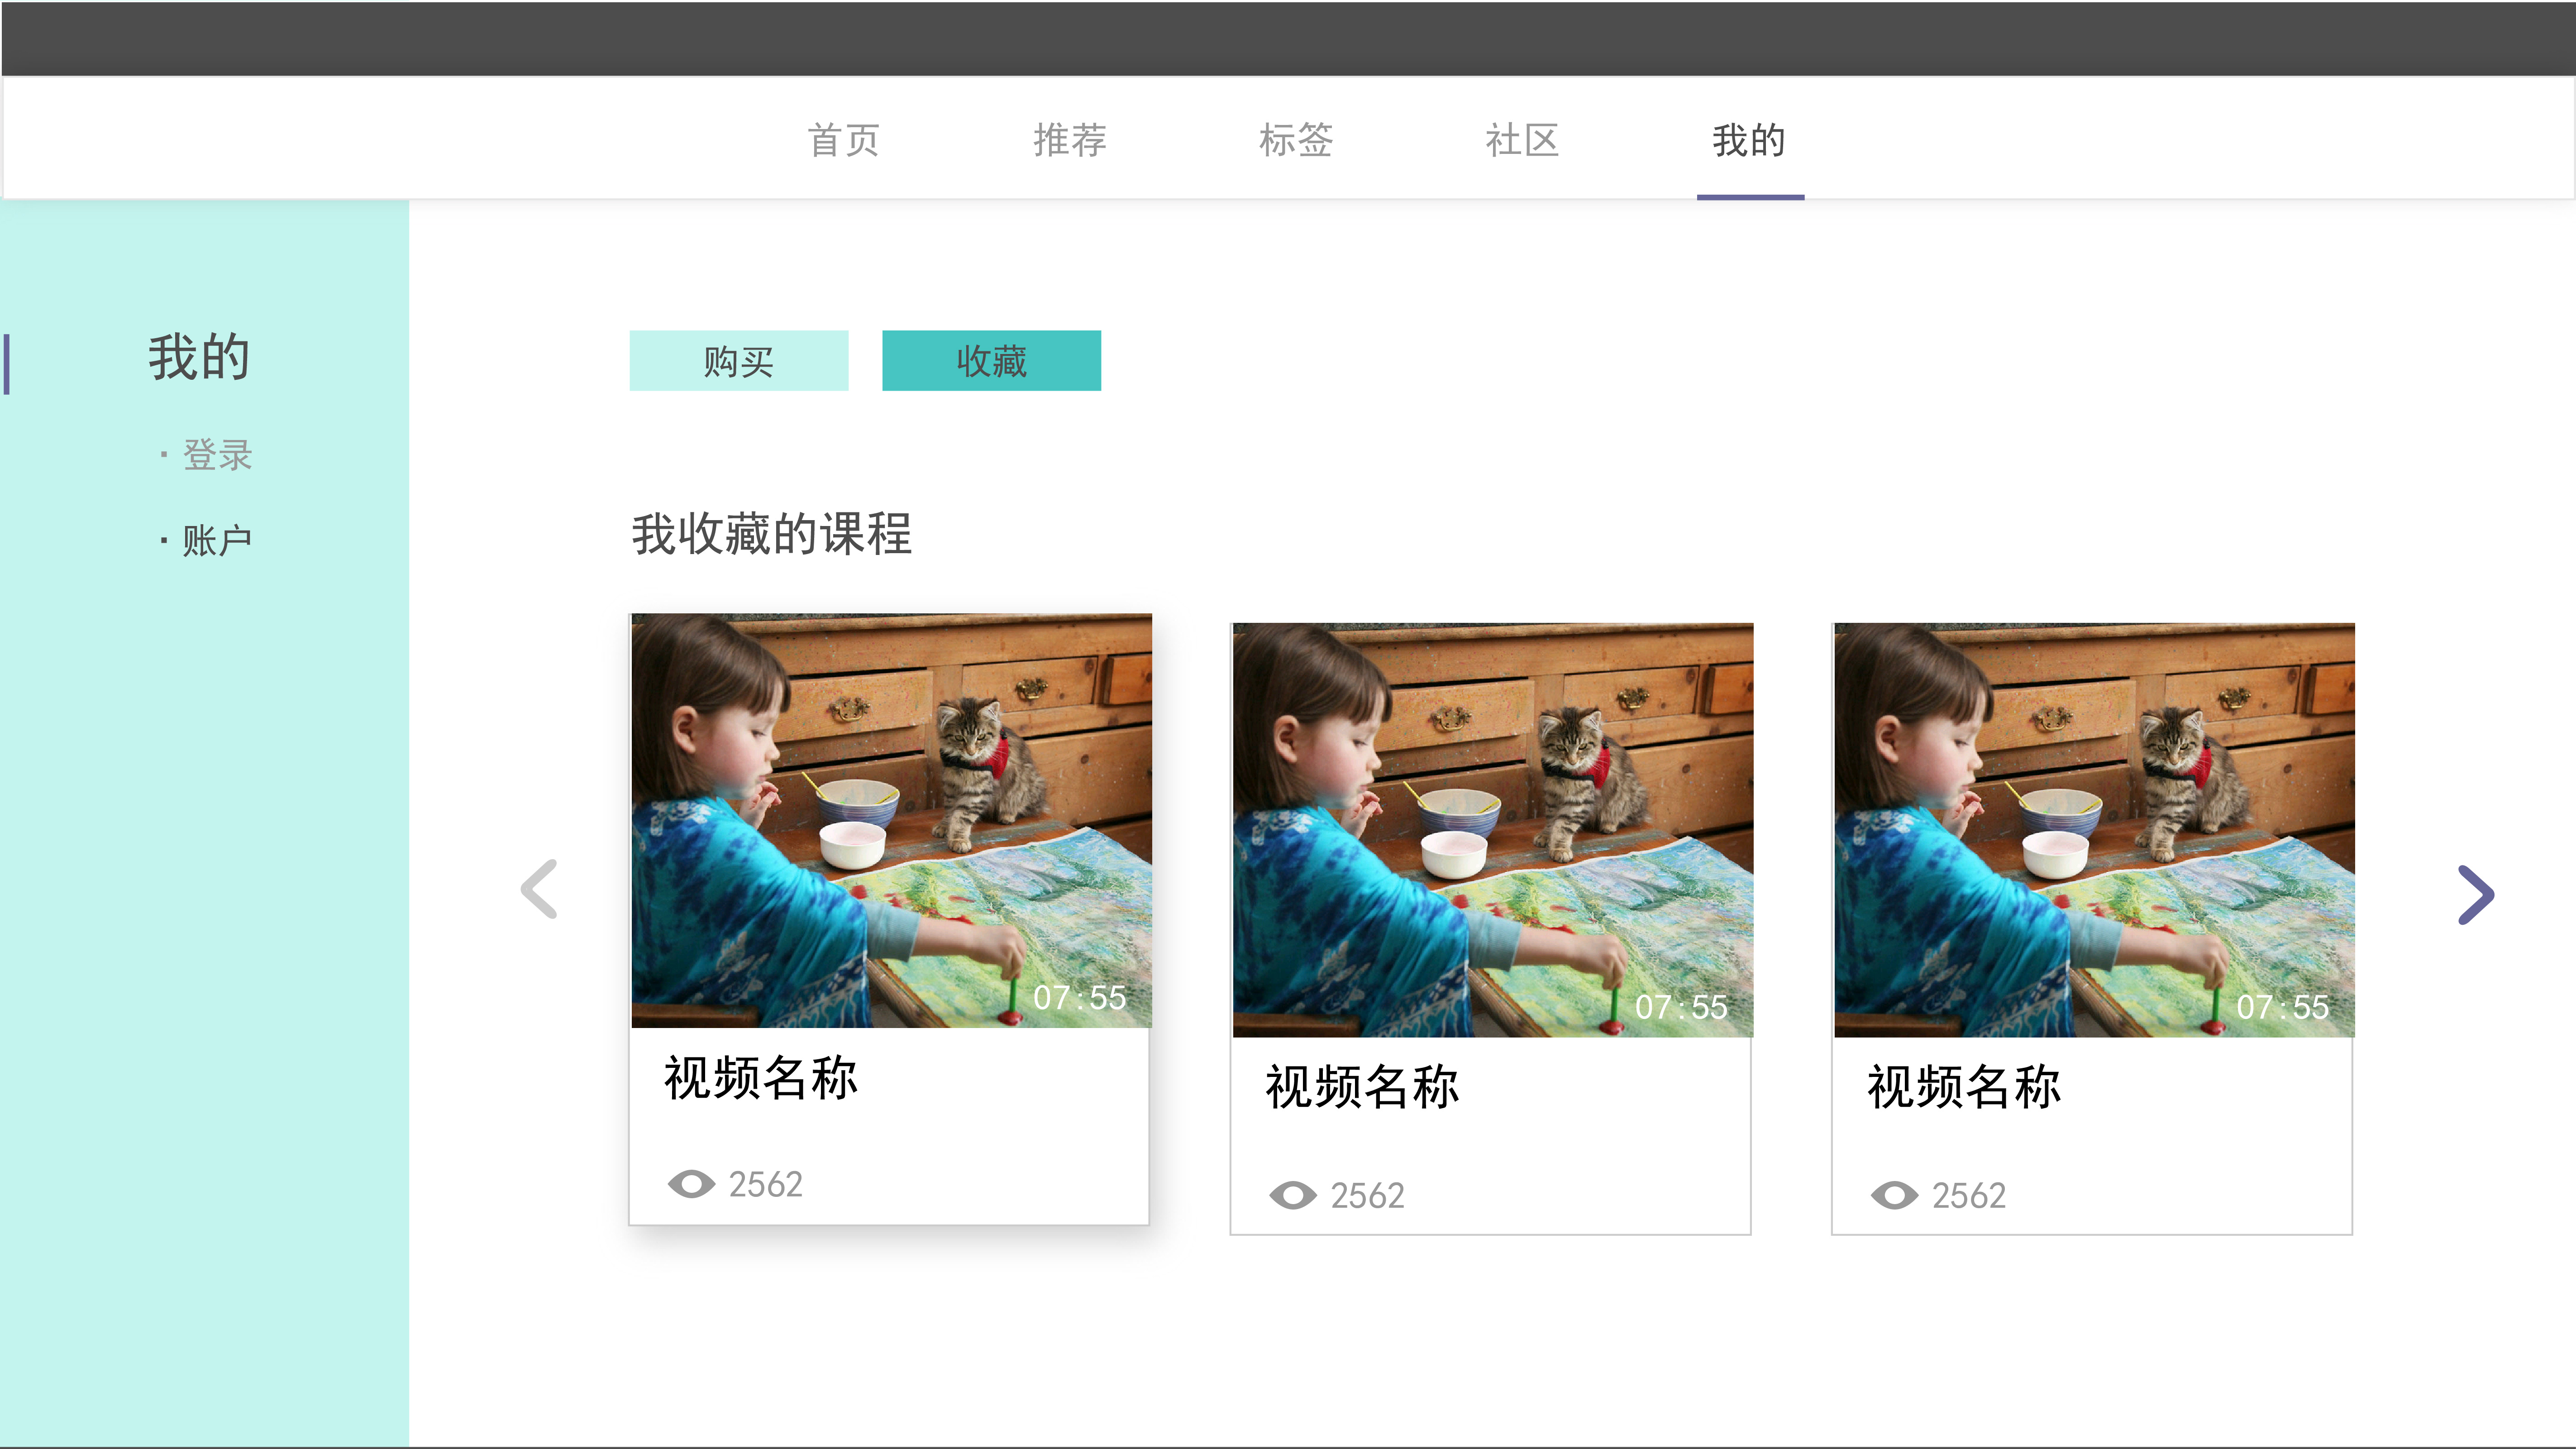 首页 推荐 标签 社区 我的
我的
· 登录
· 账户
购买 收藏
我收藏的课程
07:55 07:55 07:55
视频名称 视频名称 视频名称
2562 2562 2562